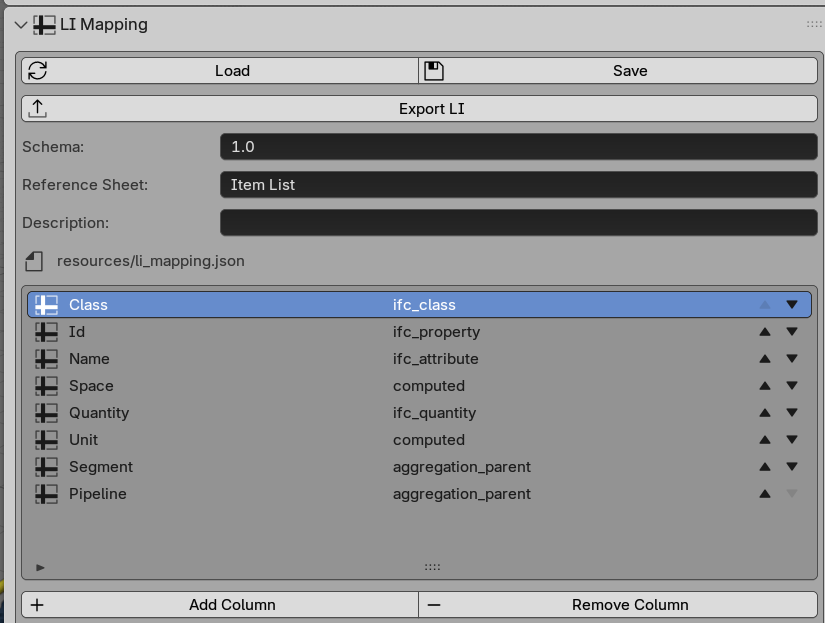 LI Mapping
Load Save
Export LI
Schema: 1.0
Reference Sheet: Item List
Description:
resources/li_mapping.json
Class ifc_class
Id ifc_property
Name ifc_attribute
Space computed
Quantity ifc_quantity
Unit computed
Segment aggregation_parent
Pipeline aggregation_parent
Add Column Remove Column